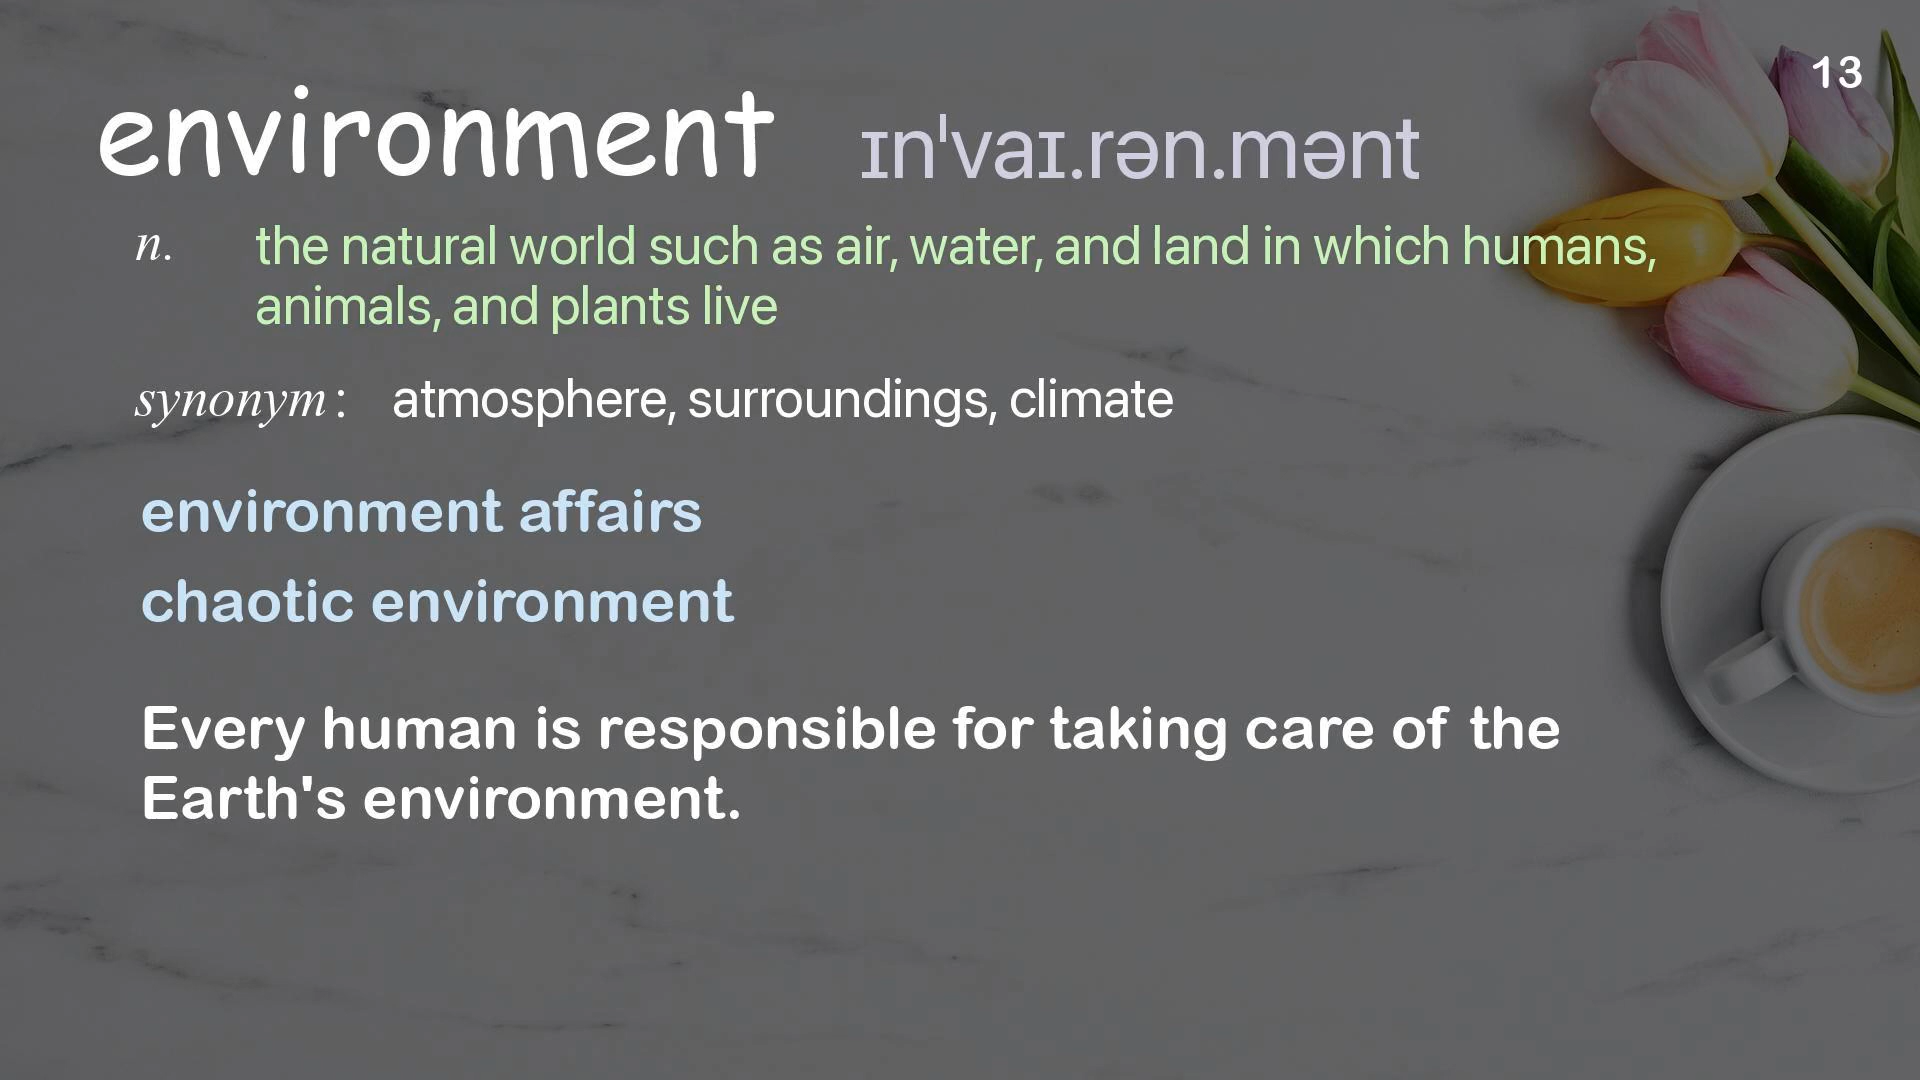 13
environment ɪnˈvaɪ.rən.mənt
n. the natural world such as air, water, and land in which humans,
animals, and plants live
synonym : atmosphere, surroundings, climate
environment affairs
chaotic environment
Every human is responsible for taking care of the
Earth's environment.